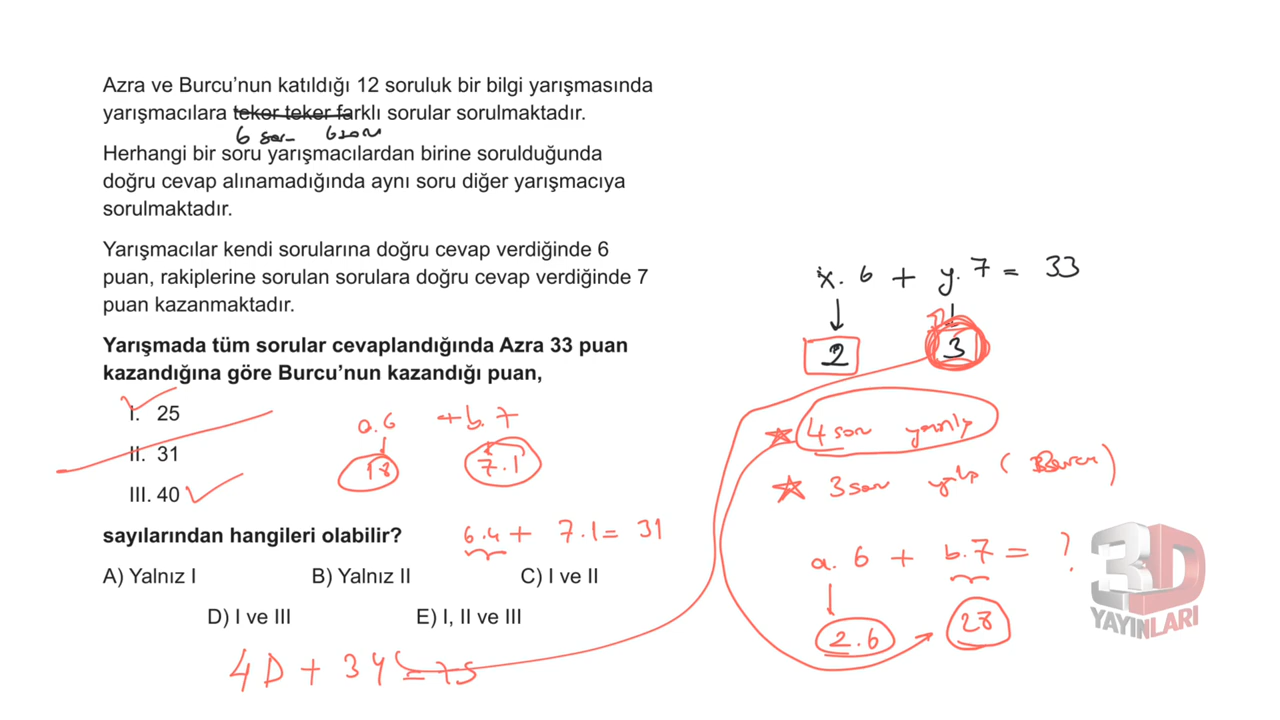 Azra ve Burcu'nun katıldığı 12 soruluk bir bilgi yarışmasında
yarışmacılara teker teker farklı sorular sorulmaktadır.
6 soru 6 soru
Herhangi bir soru yarışmacılardan birine sorulduğunda
doğru cevap alınamadığında aynı soru diğer yarışmacıya
sorulmaktadır.
Yarışmacılar kendi sorularına doğru cevap verdiğinde 6
puan, rakiplerine sorulan sorulara doğru cevap verdiğinde 7
puan kazanmaktadır.
Yarışmada tüm sorular cevaplandığında Azra 33 puan
kazandığına göre Burcu'nun kazandığı puan,
I. 25
II. 31
III. 40
sayılarından hangileri olabilir?
A) Yalnız I B) Yalnız II C) I ve II
D) I ve III E) I, II ve III
a.6 + b.7
18 7.1
6.4 + 7.1 = 31
x.6 + y.7 = 33
2 3
4 soru yanlış
3 soru yanlış (Burcu)
a.6 + b.7 = ?
2.6 28
3D
YAYINLARI